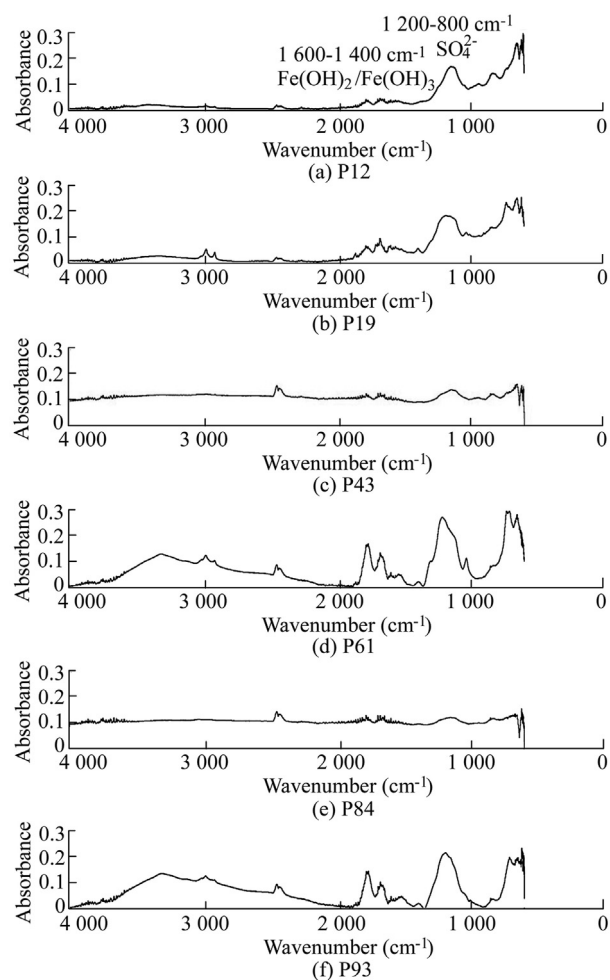 1 200-800 cm⁻¹
1 600-1 400 cm⁻¹ SO₄²⁻
Fe(OH)₂/Fe(OH)₃
Absorbance
0.3
0.2
0.1
0
4 000 3 000 2 000 1 000 0
Wavenumber (cm⁻¹)
(a) P12
Absorbance
0.3
0.2
0.1
0
4 000 3 000 2 000 1 000 0
Wavenumber (cm⁻¹)
(b) P19
Absorbance
0.3
0.2
0.1
0
4 000 3 000 2 000 1 000 0
Wavenumber (cm⁻¹)
(c) P43
Absorbance
0.3
0.2
0.1
0
4 000 3 000 2 000 1 000 0
Wavenumber (cm⁻¹)
(d) P61
Absorbance
0.3
0.2
0.1
0
4 000 3 000 2 000 1 000 0
Wavenumber (cm⁻¹)
(e) P84
Absorbance
0.3
0.2
0.1
0
4 000 3 000 2 000 1 000 0
Wavenumber (cm⁻¹)
(f) P93